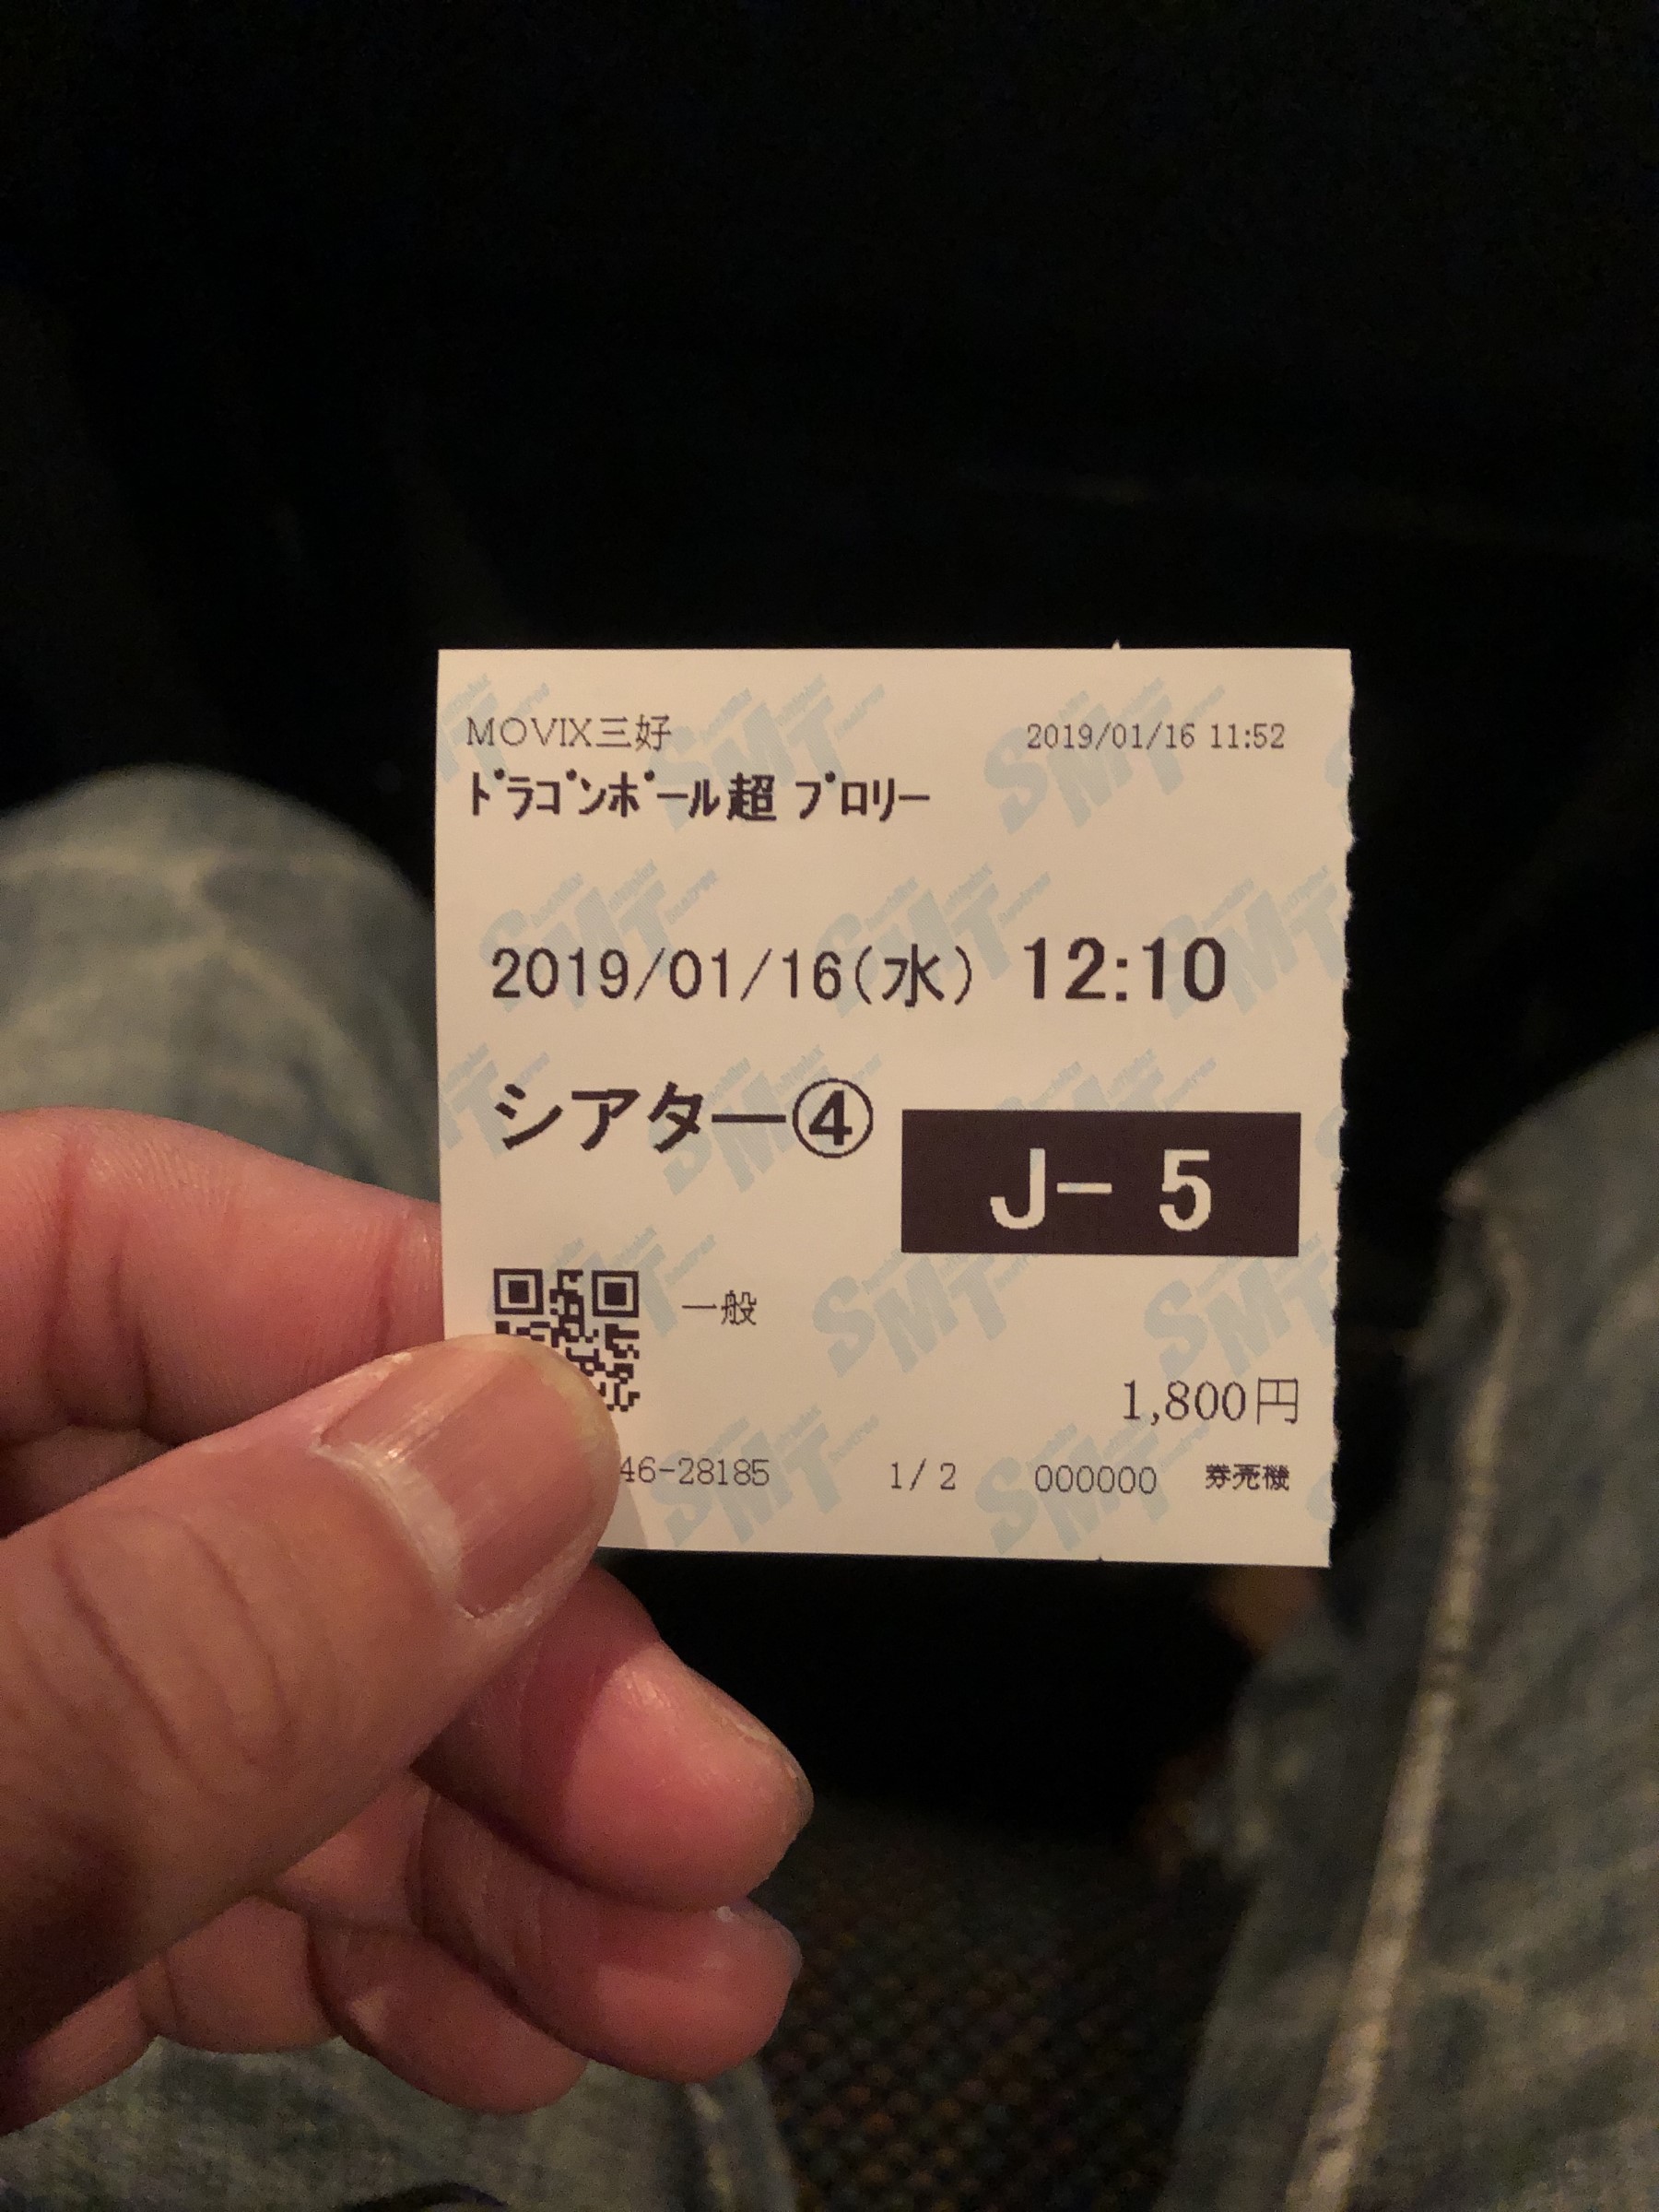 MOVIX三好 2019/01/16 11:52
ﾄﾞﾗｺﾞﾝﾎﾞｰﾙ超 ﾌﾞﾛﾘｰ
2019/01/16(水) 12:10
シアター④
J- 5
一般
1,800円
46-28185 1/ 2 000000 券売機
SMT